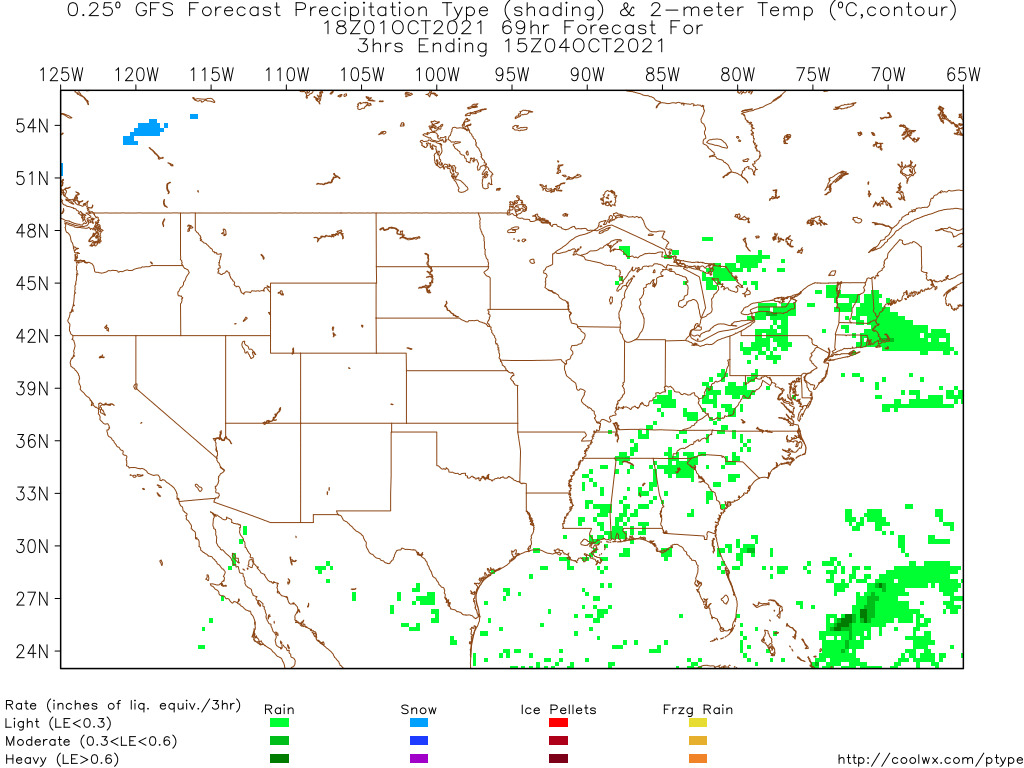 0.25° GFS Forecast Precipitation Type (shading) & 2-meter Temp (°C,contour)
18Z01OCT2021 69hr Forecast For
3hrs Ending 15Z04OCT2021
125W 120W 115W 110W 105W 100W 95W 90W 85W 80W 75W 70W 65W
54N
51N
48N
45N
42N
39N
36N
33N
30N
27N
24N
Rate (inches of liq. equiv./3hr) Rain Snow Ice Pellets Frzg Rain
Light (LE<0.3)
Moderate (0.3<LE<0.6)
Heavy (LE>0.6)
http://coolwx.com/ptype